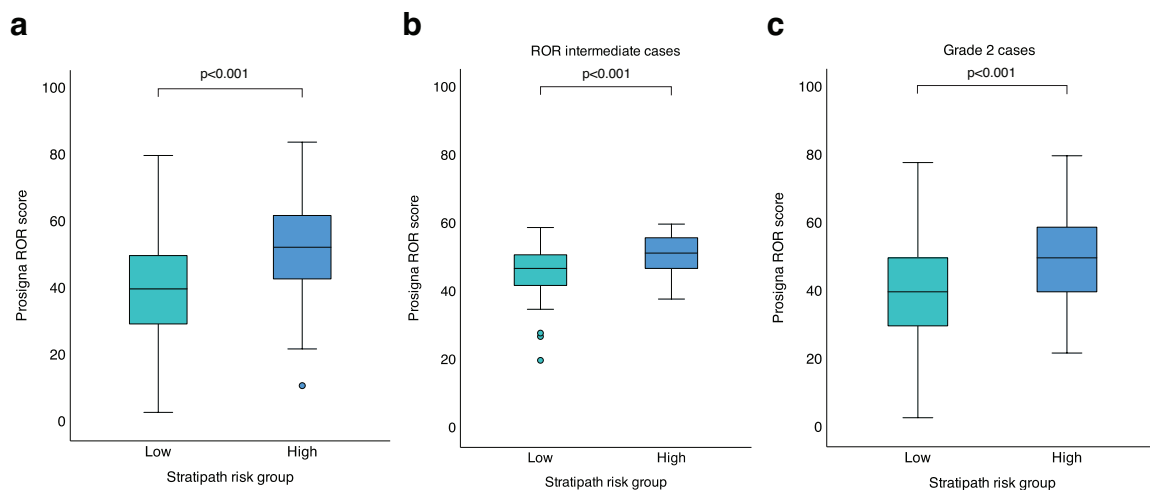 a
p<0.001
100
80
60
40
20
0
Prosigna ROR score
Low
High
Stratipath risk group
b
ROR intermediate cases
p<0.001
100
80
60
40
20
0
Prosigna ROR score
Low
High
Stratipath risk group
c
Grade 2 cases
p<0.001
100
80
60
40
20
0
Prosigna ROR score
Low
High
Stratipath risk group